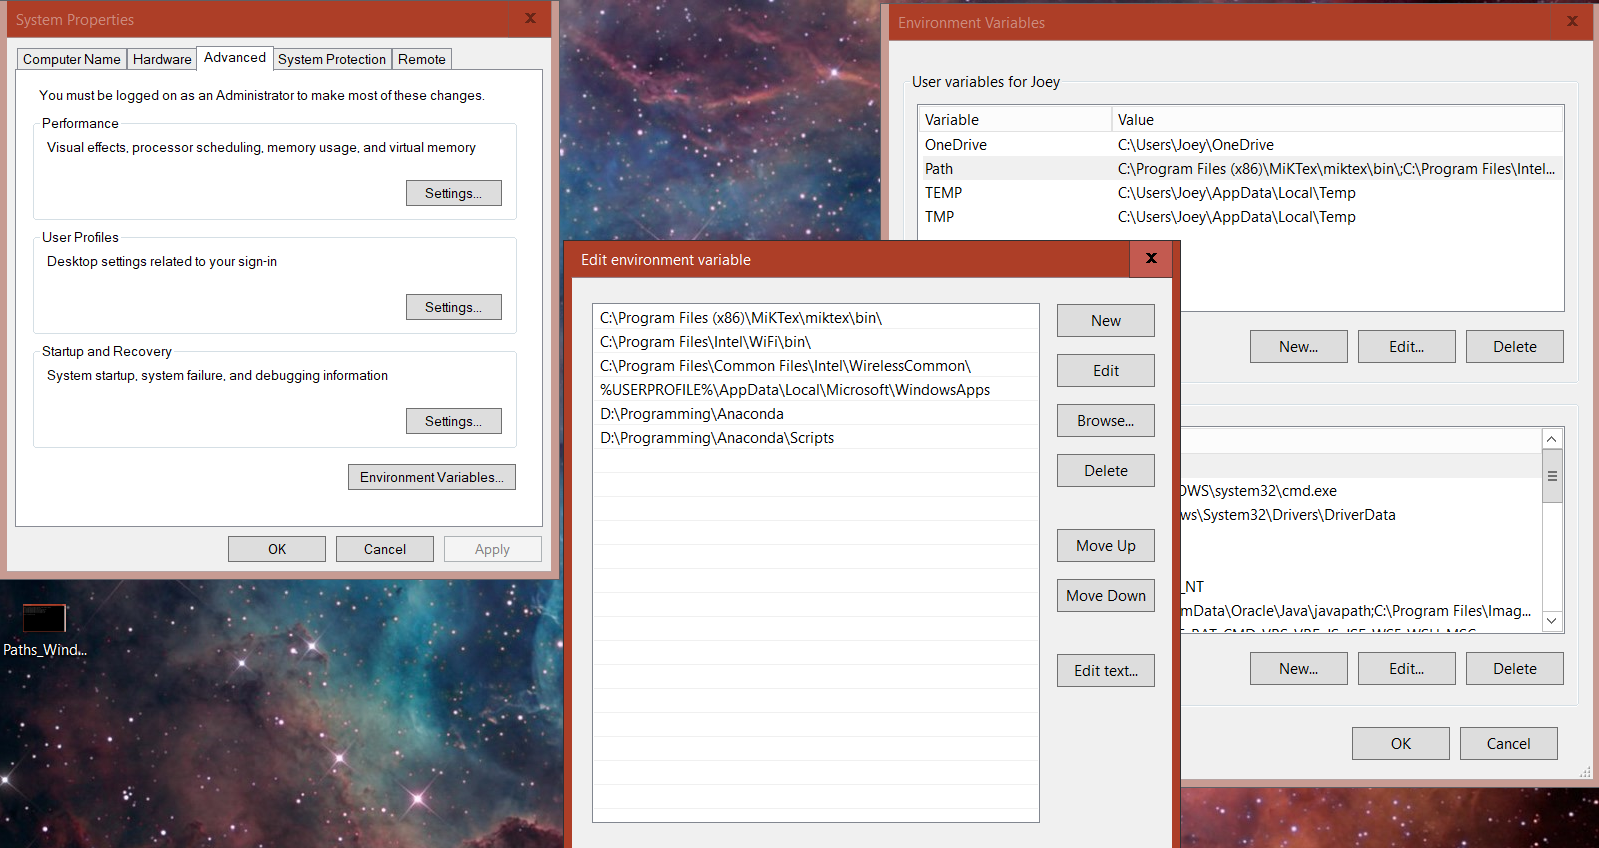 System Properties
x
Computer Name Hardware Advanced System Protection Remote
You must be logged on as an Administrator to make most of these changes.
Performance
Visual effects, processor scheduling, memory usage, and virtual memory
Settings...
User Profiles
Desktop settings related to your sign-in
Settings...
Startup and Recovery
System startup, system failure, and debugging information
Settings...
Environment Variables...
OK Cancel Apply
Paths_Wind...
Environment Variables
x
User variables for Joey
Variable Value
OneDrive C:\Users\Joey\OneDrive
Path C:\Program Files (x86)\MiKTex\miktex\bin\;C:\Program Files\Intel...
TEMP C:\Users\Joey\AppData\Local\Temp
TMP C:\Users\Joey\AppData\Local\Temp
New... Edit... Delete
OWS\system32\cmd.exe
ws\System32\Drivers\DriverData
_NT
mData\Oracle\Java\javapath;C:\Program Files\Imag...
New... Edit... Delete
OK Cancel
Edit environment variable
x
C:\Program Files (x86)\MiKTex\miktex\bin\
C:\Program Files\Intel\WiFi\bin\
C:\Program Files\Common Files\Intel\WirelessCommon\
%USERPROFILE%\AppData\Local\Microsoft\WindowsApps
D:\Programming\Anaconda
D:\Programming\Anaconda\Scripts
New
Edit
Browse...
Delete
Move Up
Move Down
Edit text...